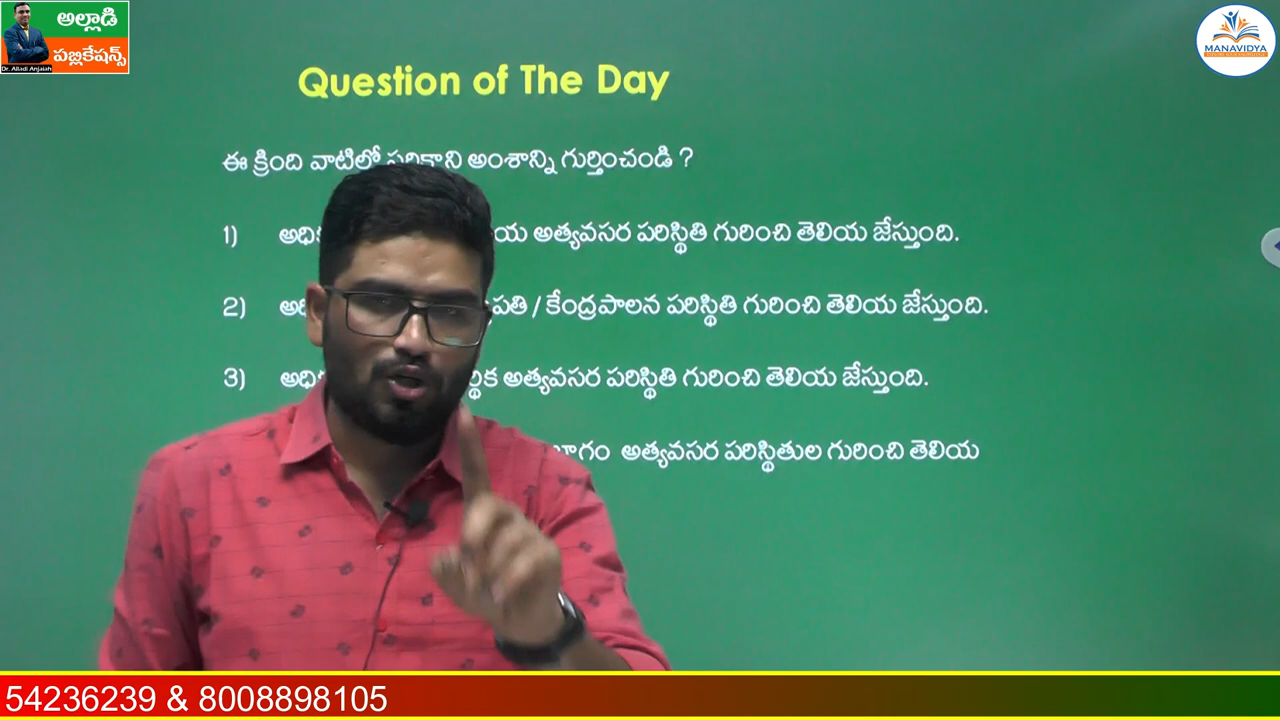 అల్లాడి
పబ్లికేషన్స్
Dr. Alladi Anjaiah
MANAVIDYA
Question of The Day
ఈ క్రింది వాటిలో సరికాని అంశాన్ని గుర్తించండి ?
1) అత్యవసర పరిస్థితి గురించి తెలియ జేస్తుంది.
2) / కేంద్రపాలన పరిస్థితి గురించి తెలియ జేస్తుంది.
3) అత్యవసర పరిస్థితి గురించి తెలియ జేస్తుంది.
అత్యవసర పరిస్థితుల గురించి తెలియ
54236239 & 8008898105